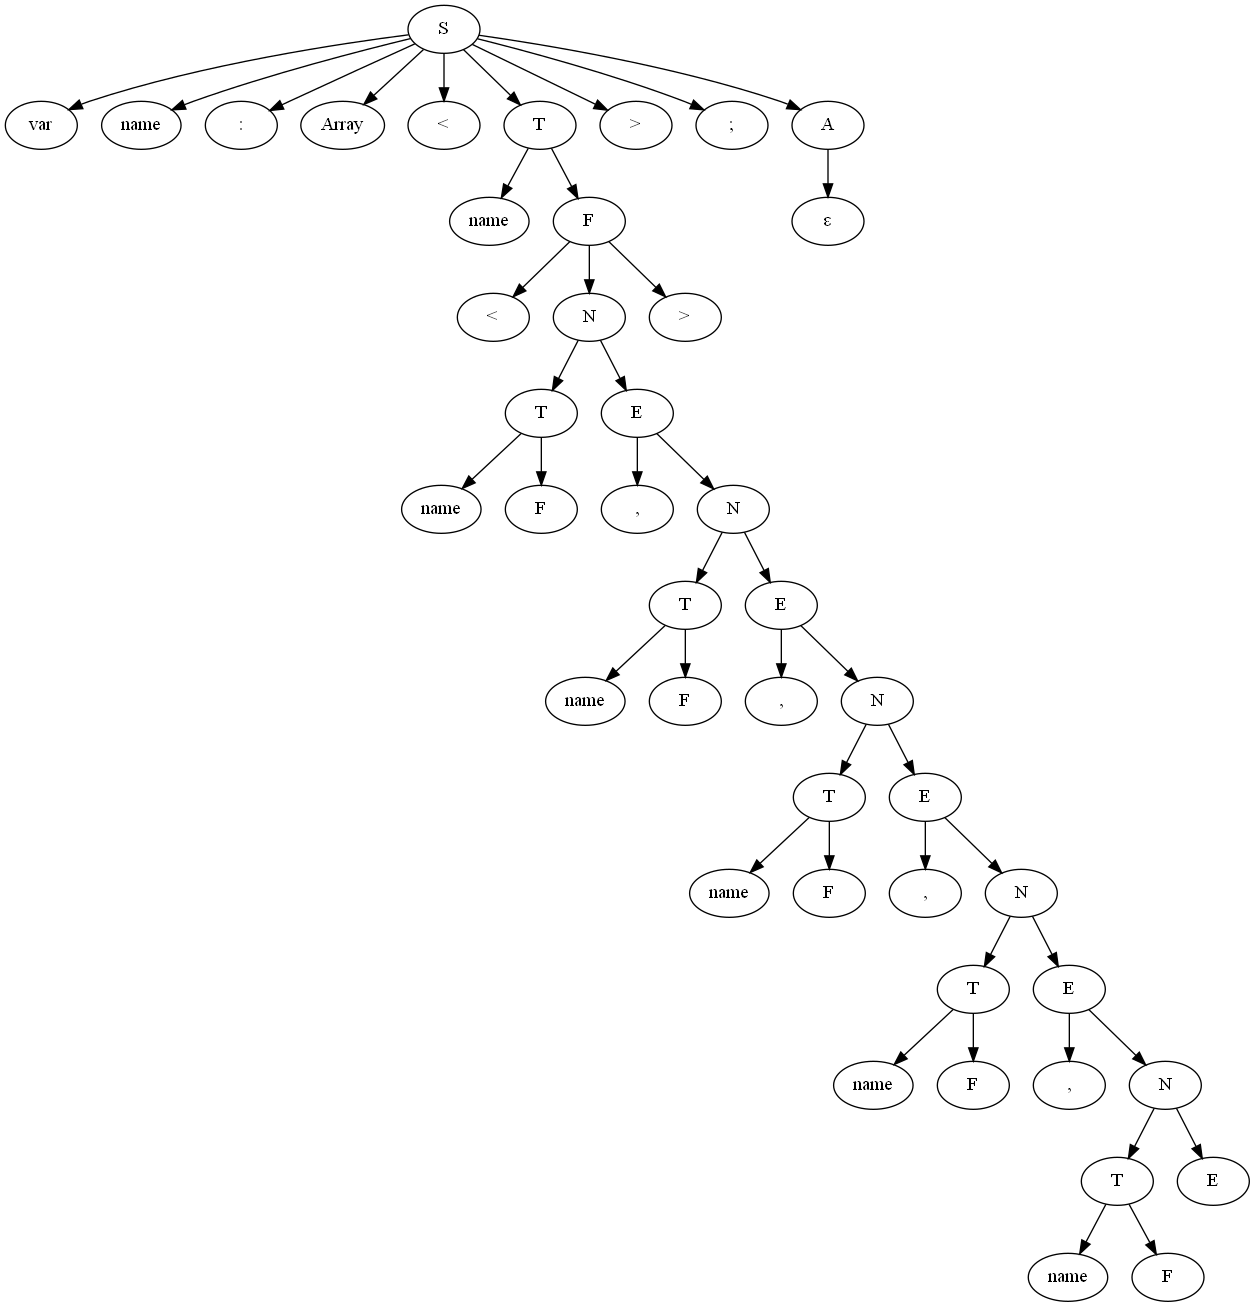 S
var name : Array < T > ; A
name F ε
< N >
T E
name F , N
T E
name F , N
T E
name F , N
T E
name F , N
T E
name F